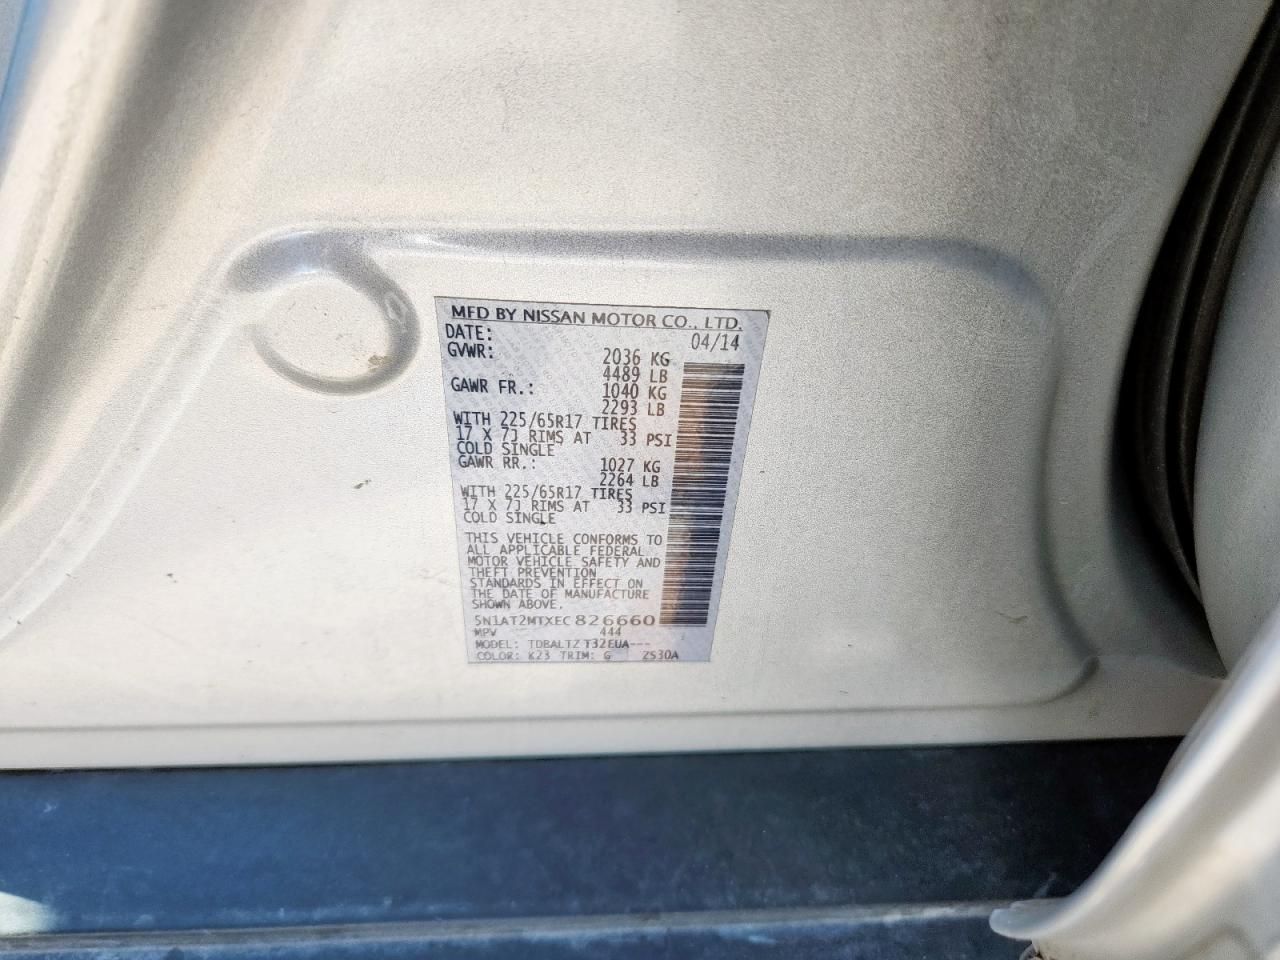 MFD BY NISSAN MOTOR CO., LTD.
DATE: 04/14
GVWR: 2036 KG
4489 LB
GAWR FR.: 1040 KG
2293 LB
WITH 225/65R17 TIRES
17 X 7J RIMS AT 33 PSI
COLD SINGLE
GAWR RR.: 1027 KG
2264 LB
WITH 225/65R17 TIRES
17 X 7J RIMS AT 33 PSI
COLD SINGLE
THIS VEHICLE CONFORMS TO
ALL APPLICABLE FEDERAL
MOTOR VEHICLE SAFETY AND
THEFT PREVENTION
STANDARDS IN EFFECT ON
THE DATE OF MANUFACTURE
SHOWN ABOVE.
5N1AT2MTXEC826660
MPV 444
MODEL: TDBALTZ T32EUA---
COLOR: K23 TRIM: G ZS30A